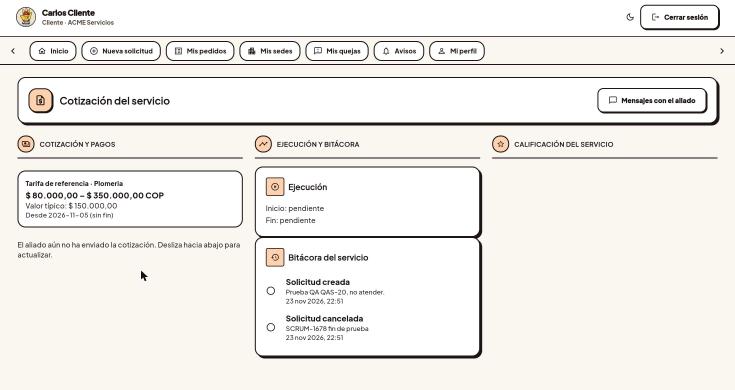 Carlos Cliente
Cliente · ACME Servicios
Cerrar sesión
Inicio
Nueva solicitud
Mis pedidos
Mis sedes
Mis quejas
Avisos
Mi perfil
Cotización del servicio
Mensajes con el aliado
COTIZACIÓN Y PAGOS
Tarifa de referencia · Plomeria
$ 80.000,00 – $ 350.000,00 COP
Valor típico: $ 150.000,00
Desde 2026-11-05 (sin fin)
El aliado aún no ha enviado la cotización. Desliza hacia abajo para
actualizar.
EJECUCIÓN Y BITÁCORA
Ejecución
Inicio: pendiente
Fin: pendiente
Bitácora del servicio
Solicitud creada
Prueba QA QAS-20, no atender.
23 nov 2026, 22:51
Solicitud cancelada
SCRUM-1678 fin de prueba
23 nov 2026, 22:51
CALIFICACIÓN DEL SERVICIO